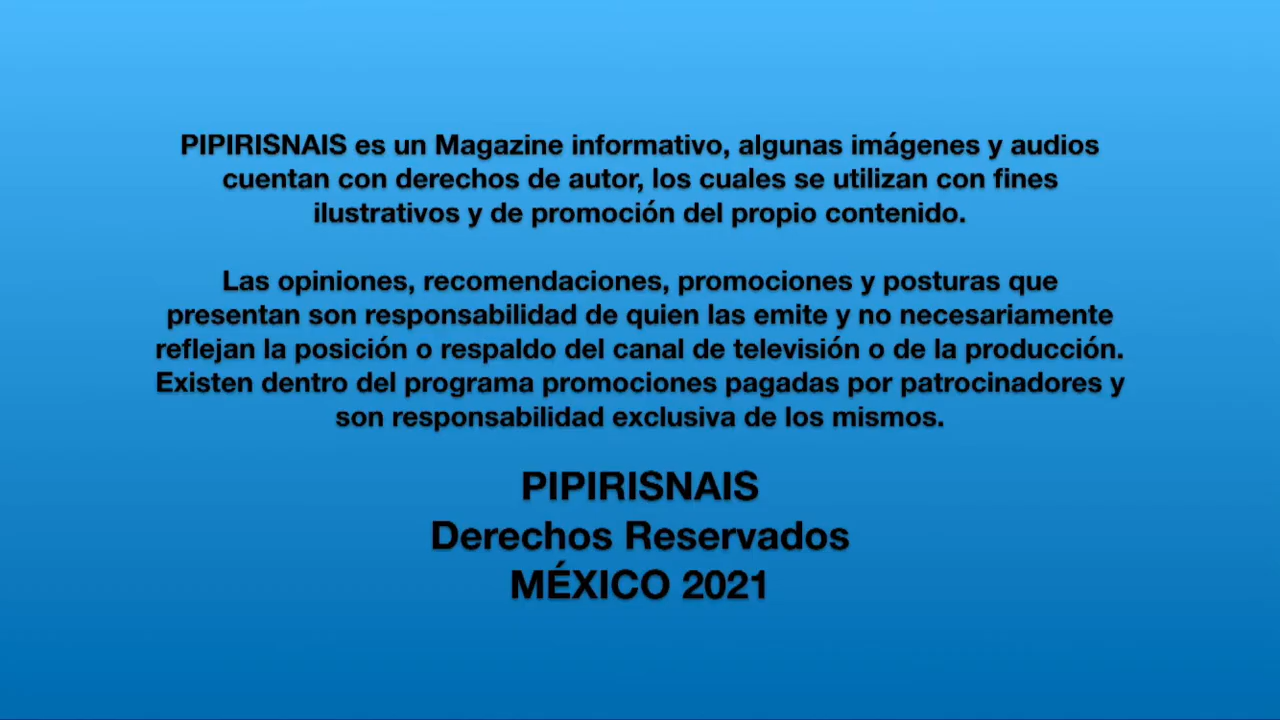 PIPIRISNAIS es un Magazine informativo, algunas imágenes y audios
cuentan con derechos de autor, los cuales se utilizan con fines
ilustrativos y de promoción del propio contenido.
Las opiniones, recomendaciones, promociones y posturas que
presentan son responsabilidad de quien las emite y no necesariamente
reflejan la posición o respaldo del canal de televisión o de la producción.
Existen dentro del programa promociones pagadas por patrocinadores y
son responsabilidad exclusiva de los mismos.
PIPIRISNAIS
Derechos Reservados
MÉXICO 2021